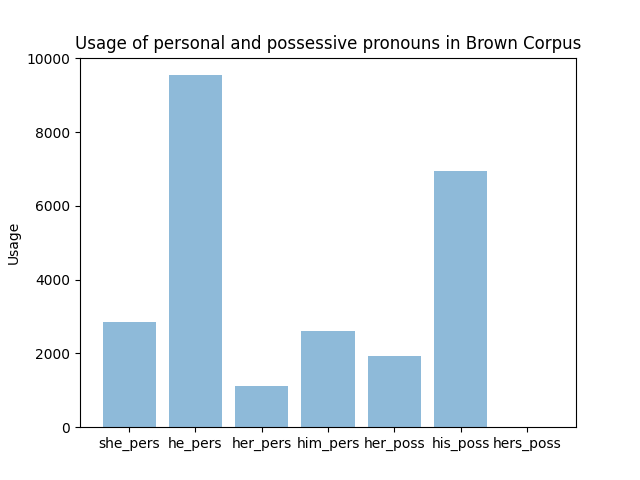 Usage of personal and possessive pronouns in Brown Corpus
10000
8000
6000
4000
2000
0
Usage
she_pers he_pers her_pers him_pers her_poss his_poss hers_poss